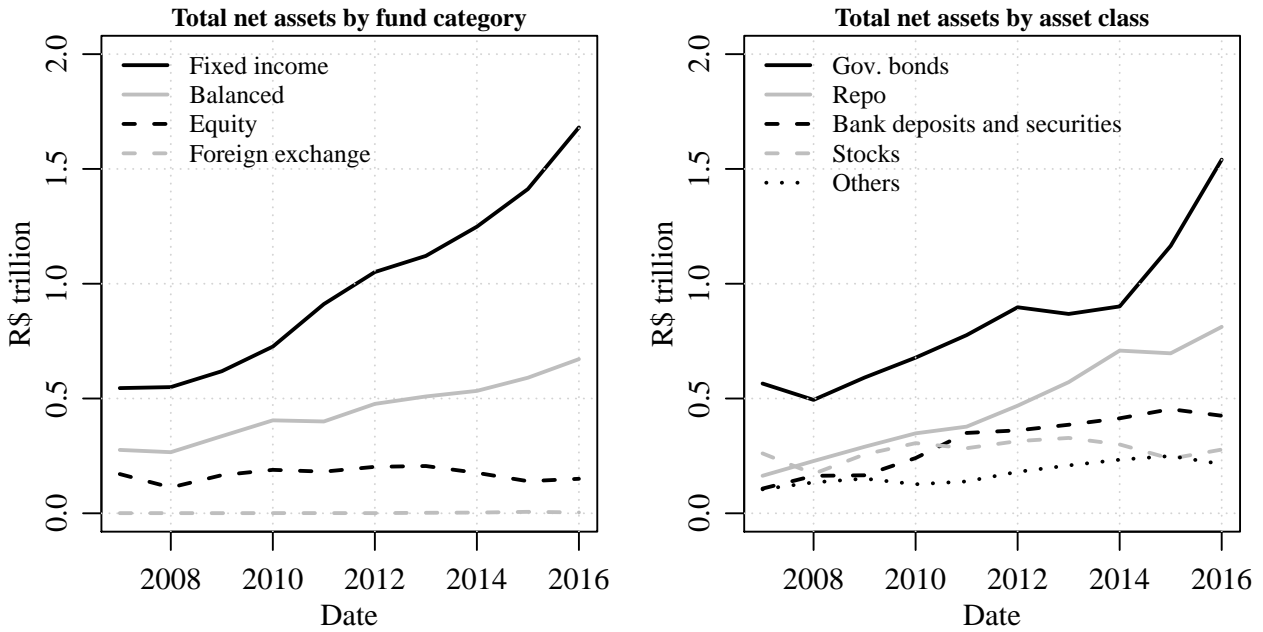 Total net assets by fund category
2.0
1.5
1.0
0.5
0.0
R$ trillion
Fixed income
Balanced
Equity
Foreign exchange
2008 2010 2012 2014 2016
Date
Total net assets by asset class
2.0
1.5
1.0
0.5
0.0
R$ trillion
Gov. bonds
Repo
Bank deposits and securities
Stocks
Others
2008 2010 2012 2014 2016
Date